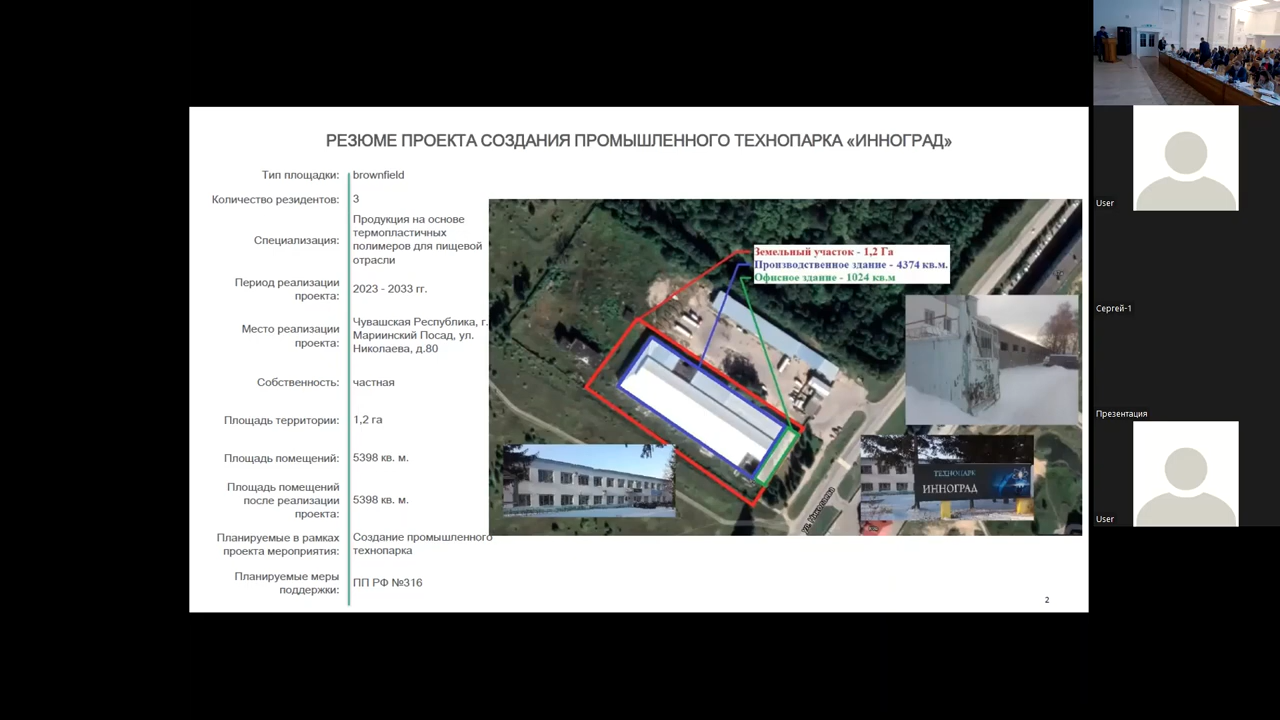 РЕЗЮМЕ ПРОЕКТА СОЗДАНИЯ ПРОМЫШЛЕННОГО ТЕХНОПАРКА «ИННОГРАД»
Тип площадки:
brownfield
Количество резидентов:
3
Специализация:
Продукция на основе
термопластичных
полимеров для пищевой
отрасли
Период реализации
проекта:
2023 - 2033 гг.
Место реализации
проекта:
Чувашская Республика, г.
Мариинский Посад, ул.
Николаева, д.80
Собственность:
частная
Площадь территории:
1,2 га
Площадь помещений:
5398 кв. м.
Площадь помещений
после реализации
проекта:
5398 кв. м.
Планируемые в рамках
проекта мероприятия:
Создание промышленного
технопарка
Планируемые меры
поддержки:
ПП РФ №316
Земельный участок - 1,2 Га
Производственное здание - 4374 кв.м.
Офисное здание - 1024 кв.м
ул. Николаева
ТЕХНОПАРК
ИННОГРАД
2
User
Сергей-1
Презентация
User